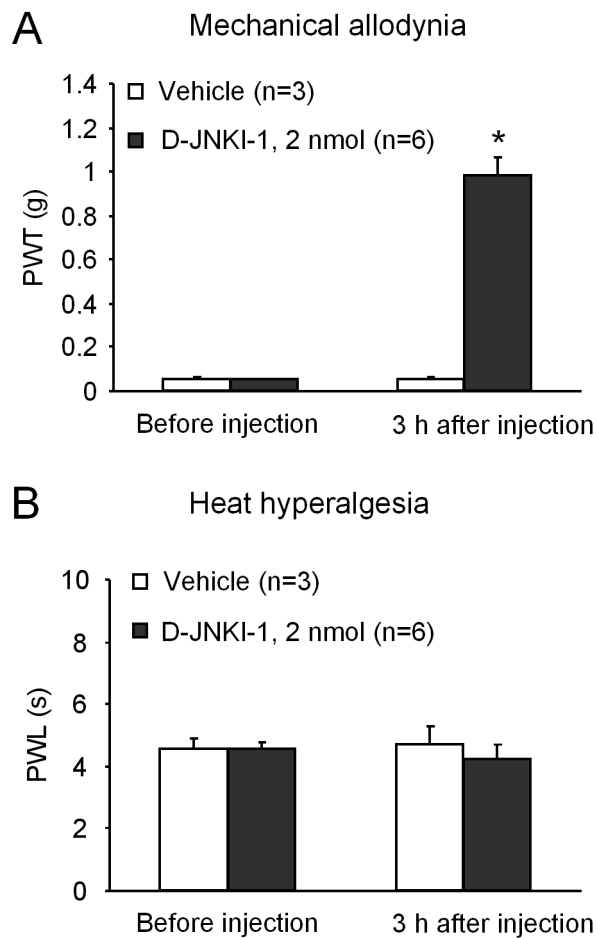 A
Mechanical allodynia
Vehicle (n=3)
D-JNKI-1, 2 nmol (n=6)
PWT (g)
1.4
1.2
1
0.8
0.6
0.4
0.2
0
*
Before injection
3 h after injection
B
Heat hyperalgesia
Vehicle (n=3)
D-JNKI-1, 2 nmol (n=6)
PWL (s)
10
8
6
4
2
0
Before injection
3 h after injection